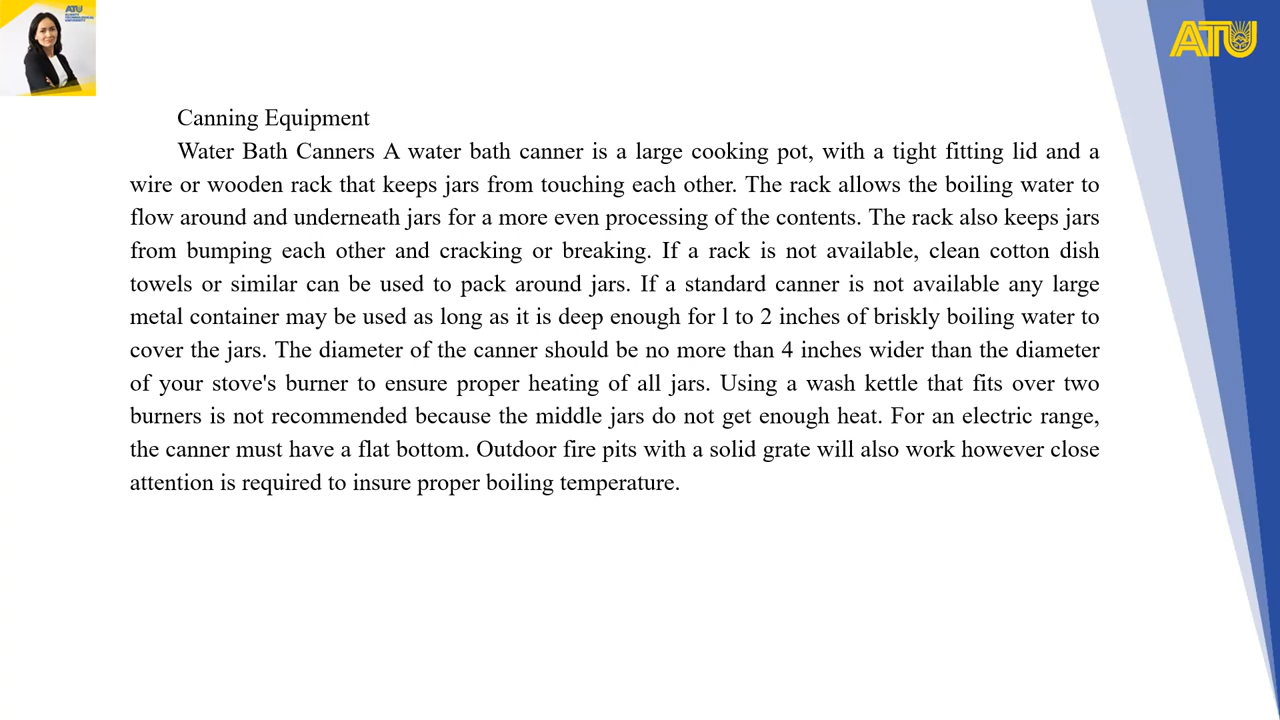 ATU
ALMATY
TECHNOLOGICAL
UNIVERSITY
ATU
Canning Equipment
Water Bath Canners A water bath canner is a large cooking pot, with a tight fitting lid and a
wire or wooden rack that keeps jars from touching each other. The rack allows the boiling water to
flow around and underneath jars for a more even processing of the contents. The rack also keeps jars
from bumping each other and cracking or breaking. If a rack is not available, clean cotton dish
towels or similar can be used to pack around jars. If a standard canner is not available any large
metal container may be used as long as it is deep enough for l to 2 inches of briskly boiling water to
cover the jars. The diameter of the canner should be no more than 4 inches wider than the diameter
of your stove's burner to ensure proper heating of all jars. Using a wash kettle that fits over two
burners is not recommended because the middle jars do not get enough heat. For an electric range,
the canner must have a flat bottom. Outdoor fire pits with a solid grate will also work however close
attention is required to insure proper boiling temperature.